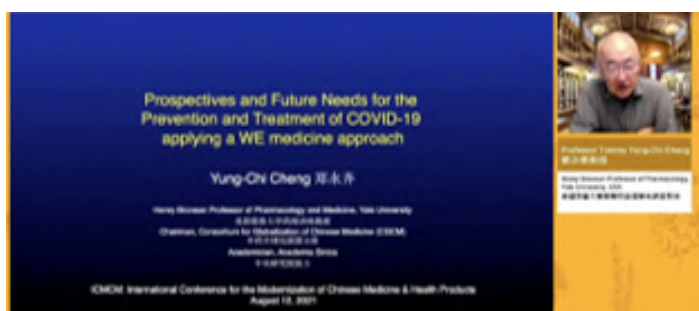 Prospectives and Future Needs for the
Prevention and Treatment of COVID-19
applying a WE medicine approach
Yung-Chi Cheng 郑永齐
Henry Bronson Professor of Pharmacology and Medicine, Yale University
Chairman, Consortium for Globalization of Chinese Medicine (CGCM)
Academician, Academia Sinica
ICMCM: International Conference for the Modernization of Chinese Medicine & Health Products
August 12, 2021
Professor Tommy Yung-Chi Cheng
Henry Bronson Professor of Pharmacology,
Yale University, USA